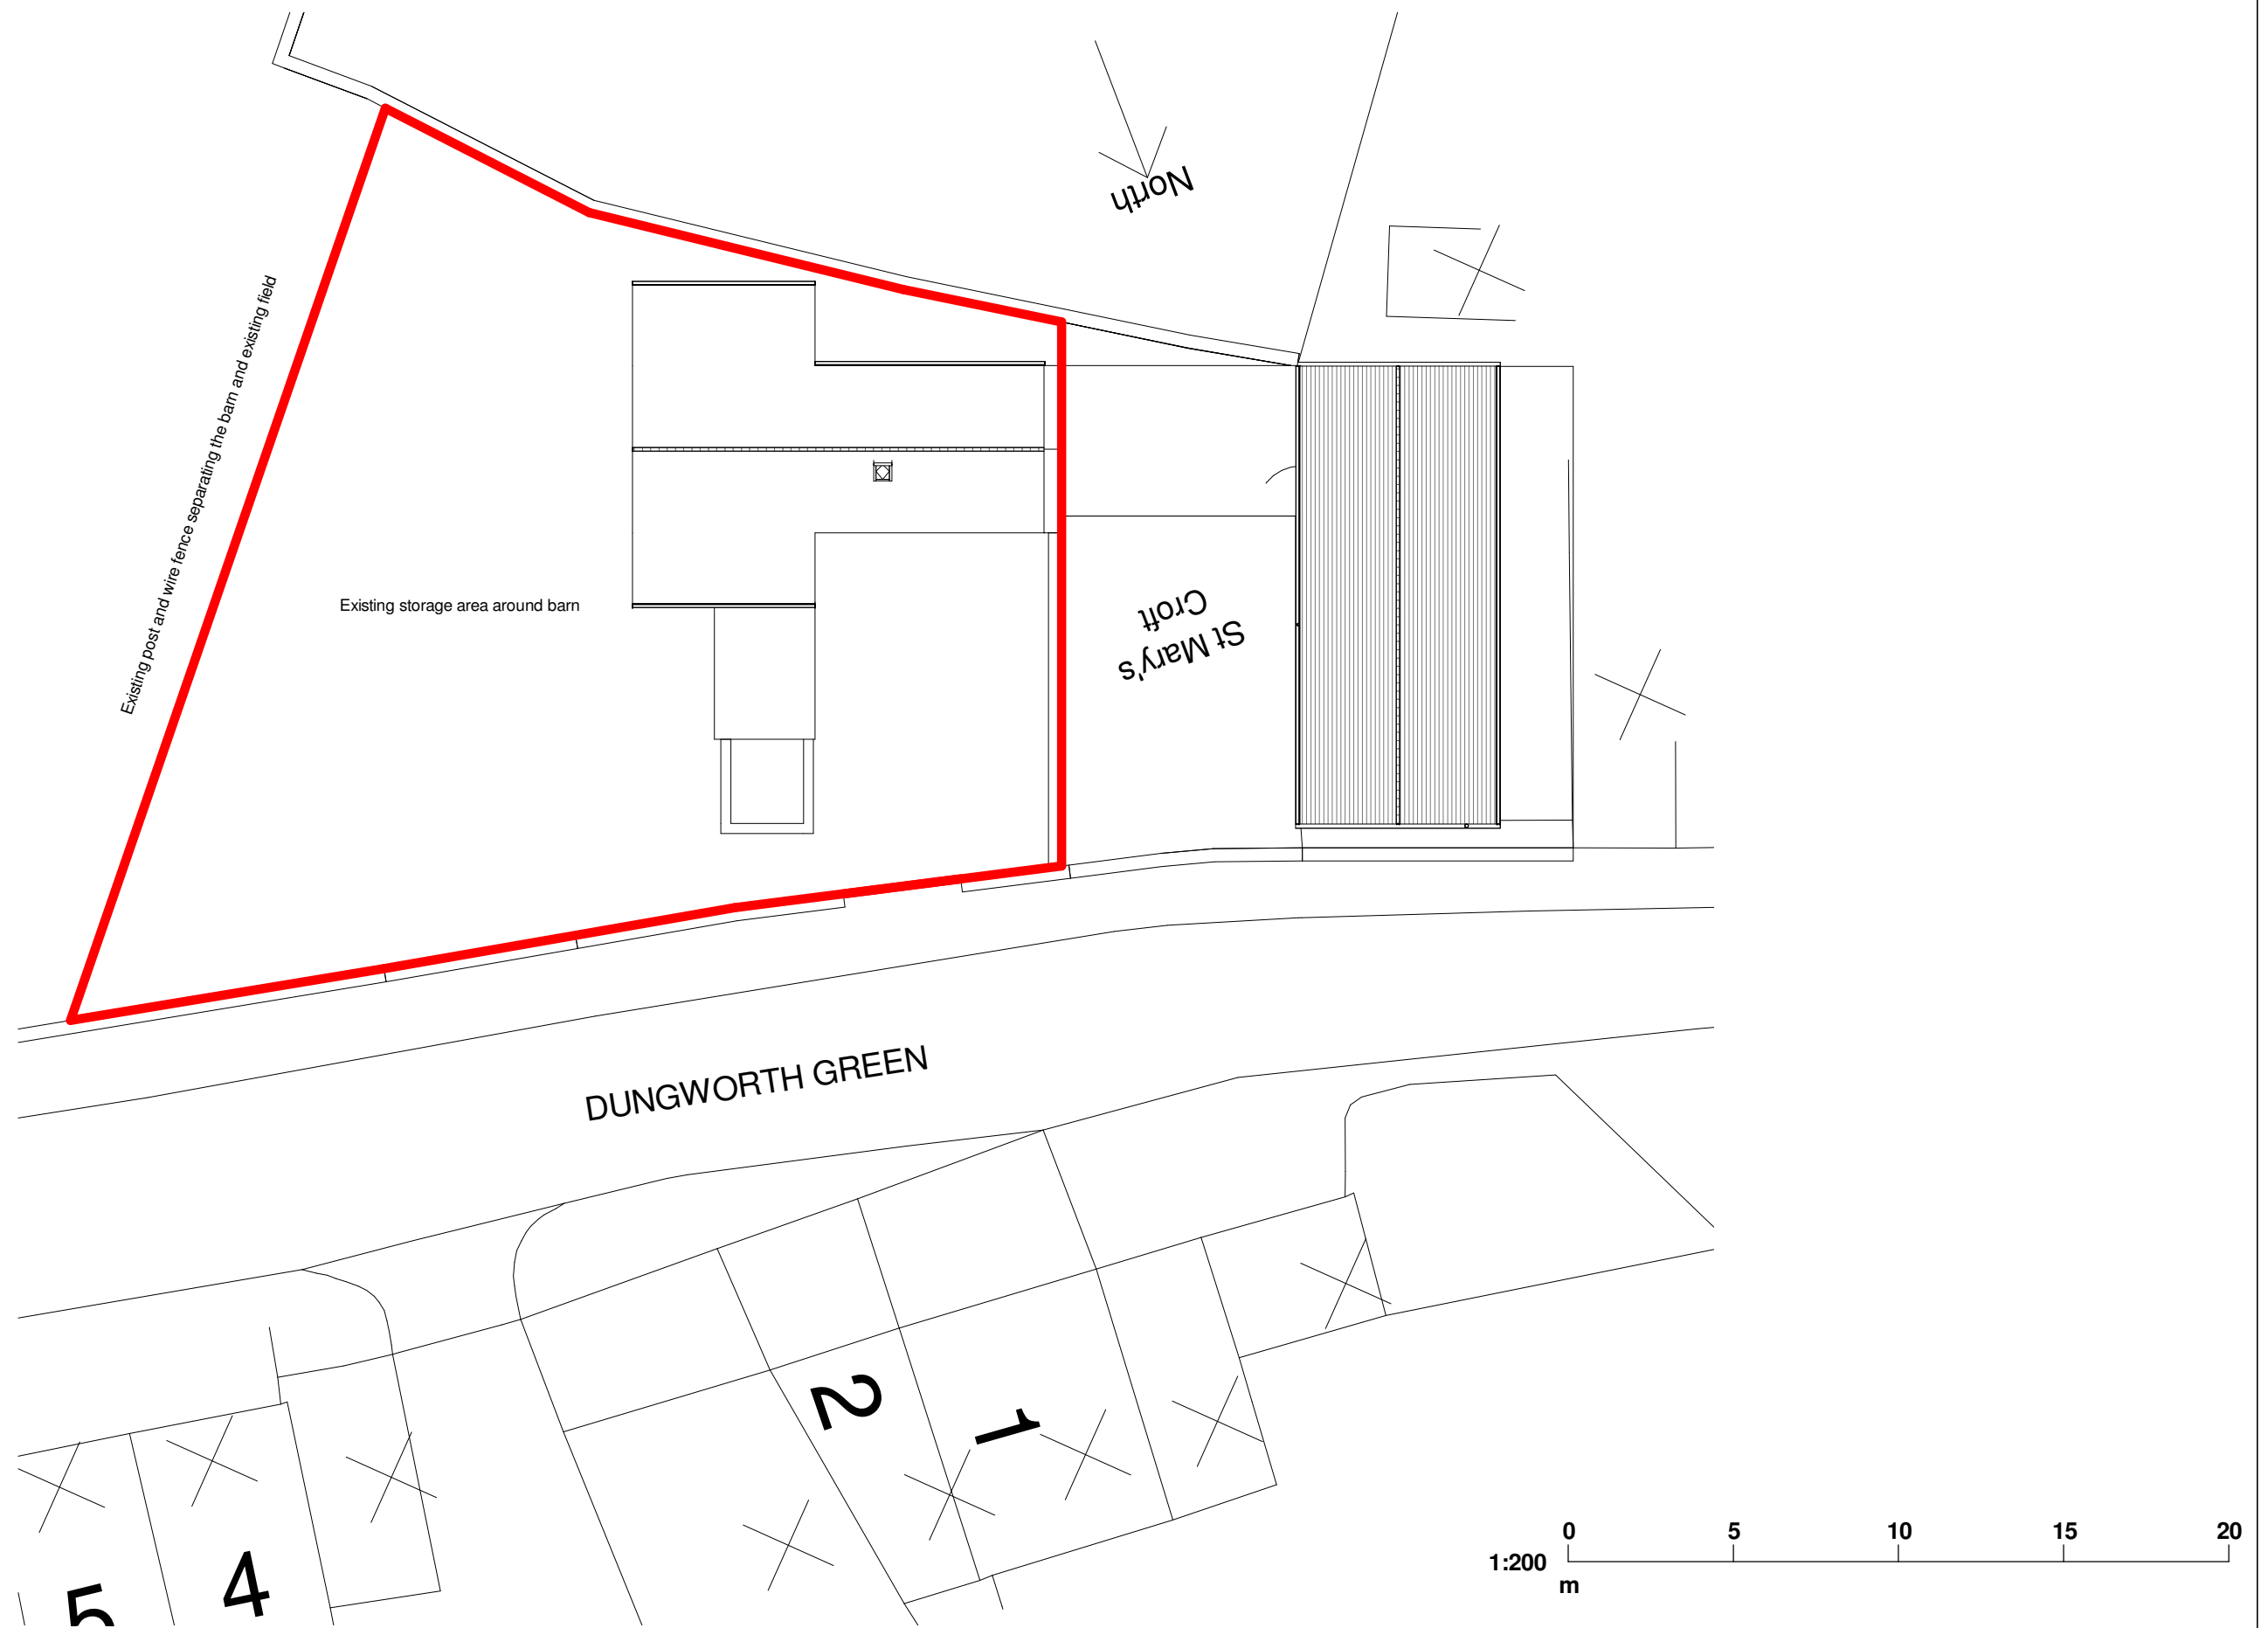 North
Existing post and wire fence separating the barn and existing field
Existing storage area around barn
St Mary's
Croft
DUNGWORTH GREEN
2
1
4
5
0 5 10 15 20
1:200
m